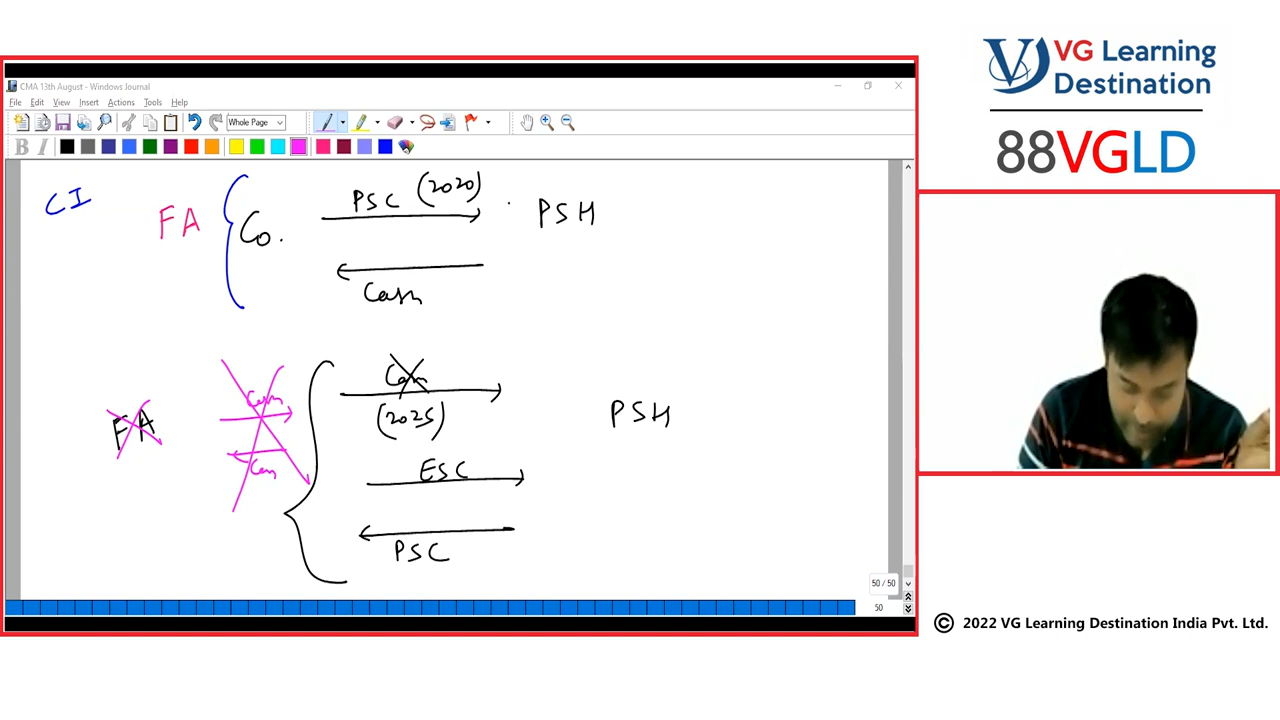 CMA 13th August - Windows Journal
File Edit View Insert Actions Tools Help
Whole Page
B I
CI
FA
Co.
PSC (2020)
PSH
Cash
FA
Cash
Cash
Cash
(2025)
PSH
ESC
PSC
50 / 50
50
VG Learning
Destination
88VGLD
© 2022 VG Learning Destination India Pvt. Ltd.